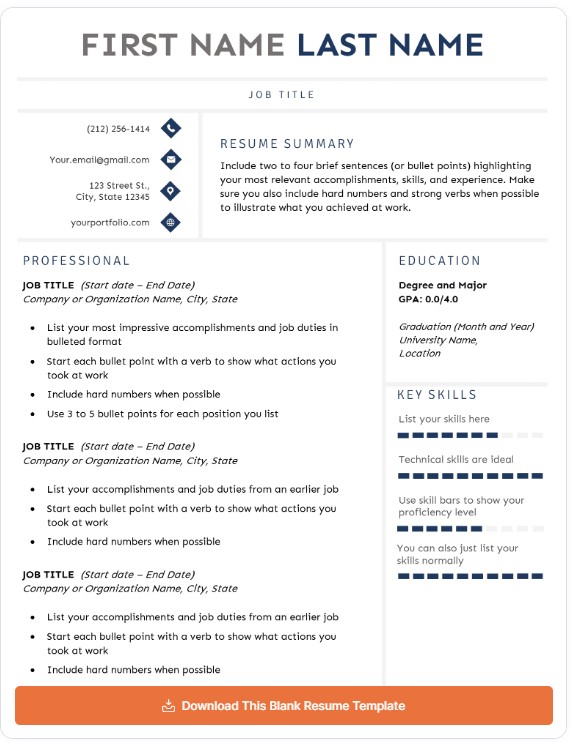 FIRST NAME LAST NAME
JOB TITLE
(212) 256-1414
Your.email@gmail.com
123 Street St.,
City, State 12345
yourportfolio.com
RESUME SUMMARY
Include two to four brief sentences (or bullet points) highlighting
your most relevant accomplishments, skills, and experience. Make
sure you also include hard numbers and strong verbs when possible
to illustrate what you achieved at work.
PROFESSIONAL
JOB TITLE (Start date – End Date)
Company or Organization Name, City, State
• List your most impressive accomplishments and job duties in
bulleted format
• Start each bullet point with a verb to show what actions you
took at work
• Include hard numbers when possible
• Use 3 to 5 bullet points for each position you list
JOB TITLE (Start date – End Date)
Company or Organization Name, City, State
• List your accomplishments and job duties from an earlier job
• Start each bullet point with a verb to show what actions you
took at work
• Include hard numbers when possible
JOB TITLE (Start date – End Date)
Company or Organization Name, City, State
• List your accomplishments and job duties from an earlier job
• Start each bullet point with a verb to show what actions you
took at work
• Include hard numbers when possible
EDUCATION
Degree and Major
GPA: 0.0/4.0
Graduation (Month and Year)
University Name,
Location
KEY SKILLS
List your skills here
Technical skills are ideal
Use skill bars to show your
proficiency level
You can also just list your
skills normally
Download This Blank Resume Template